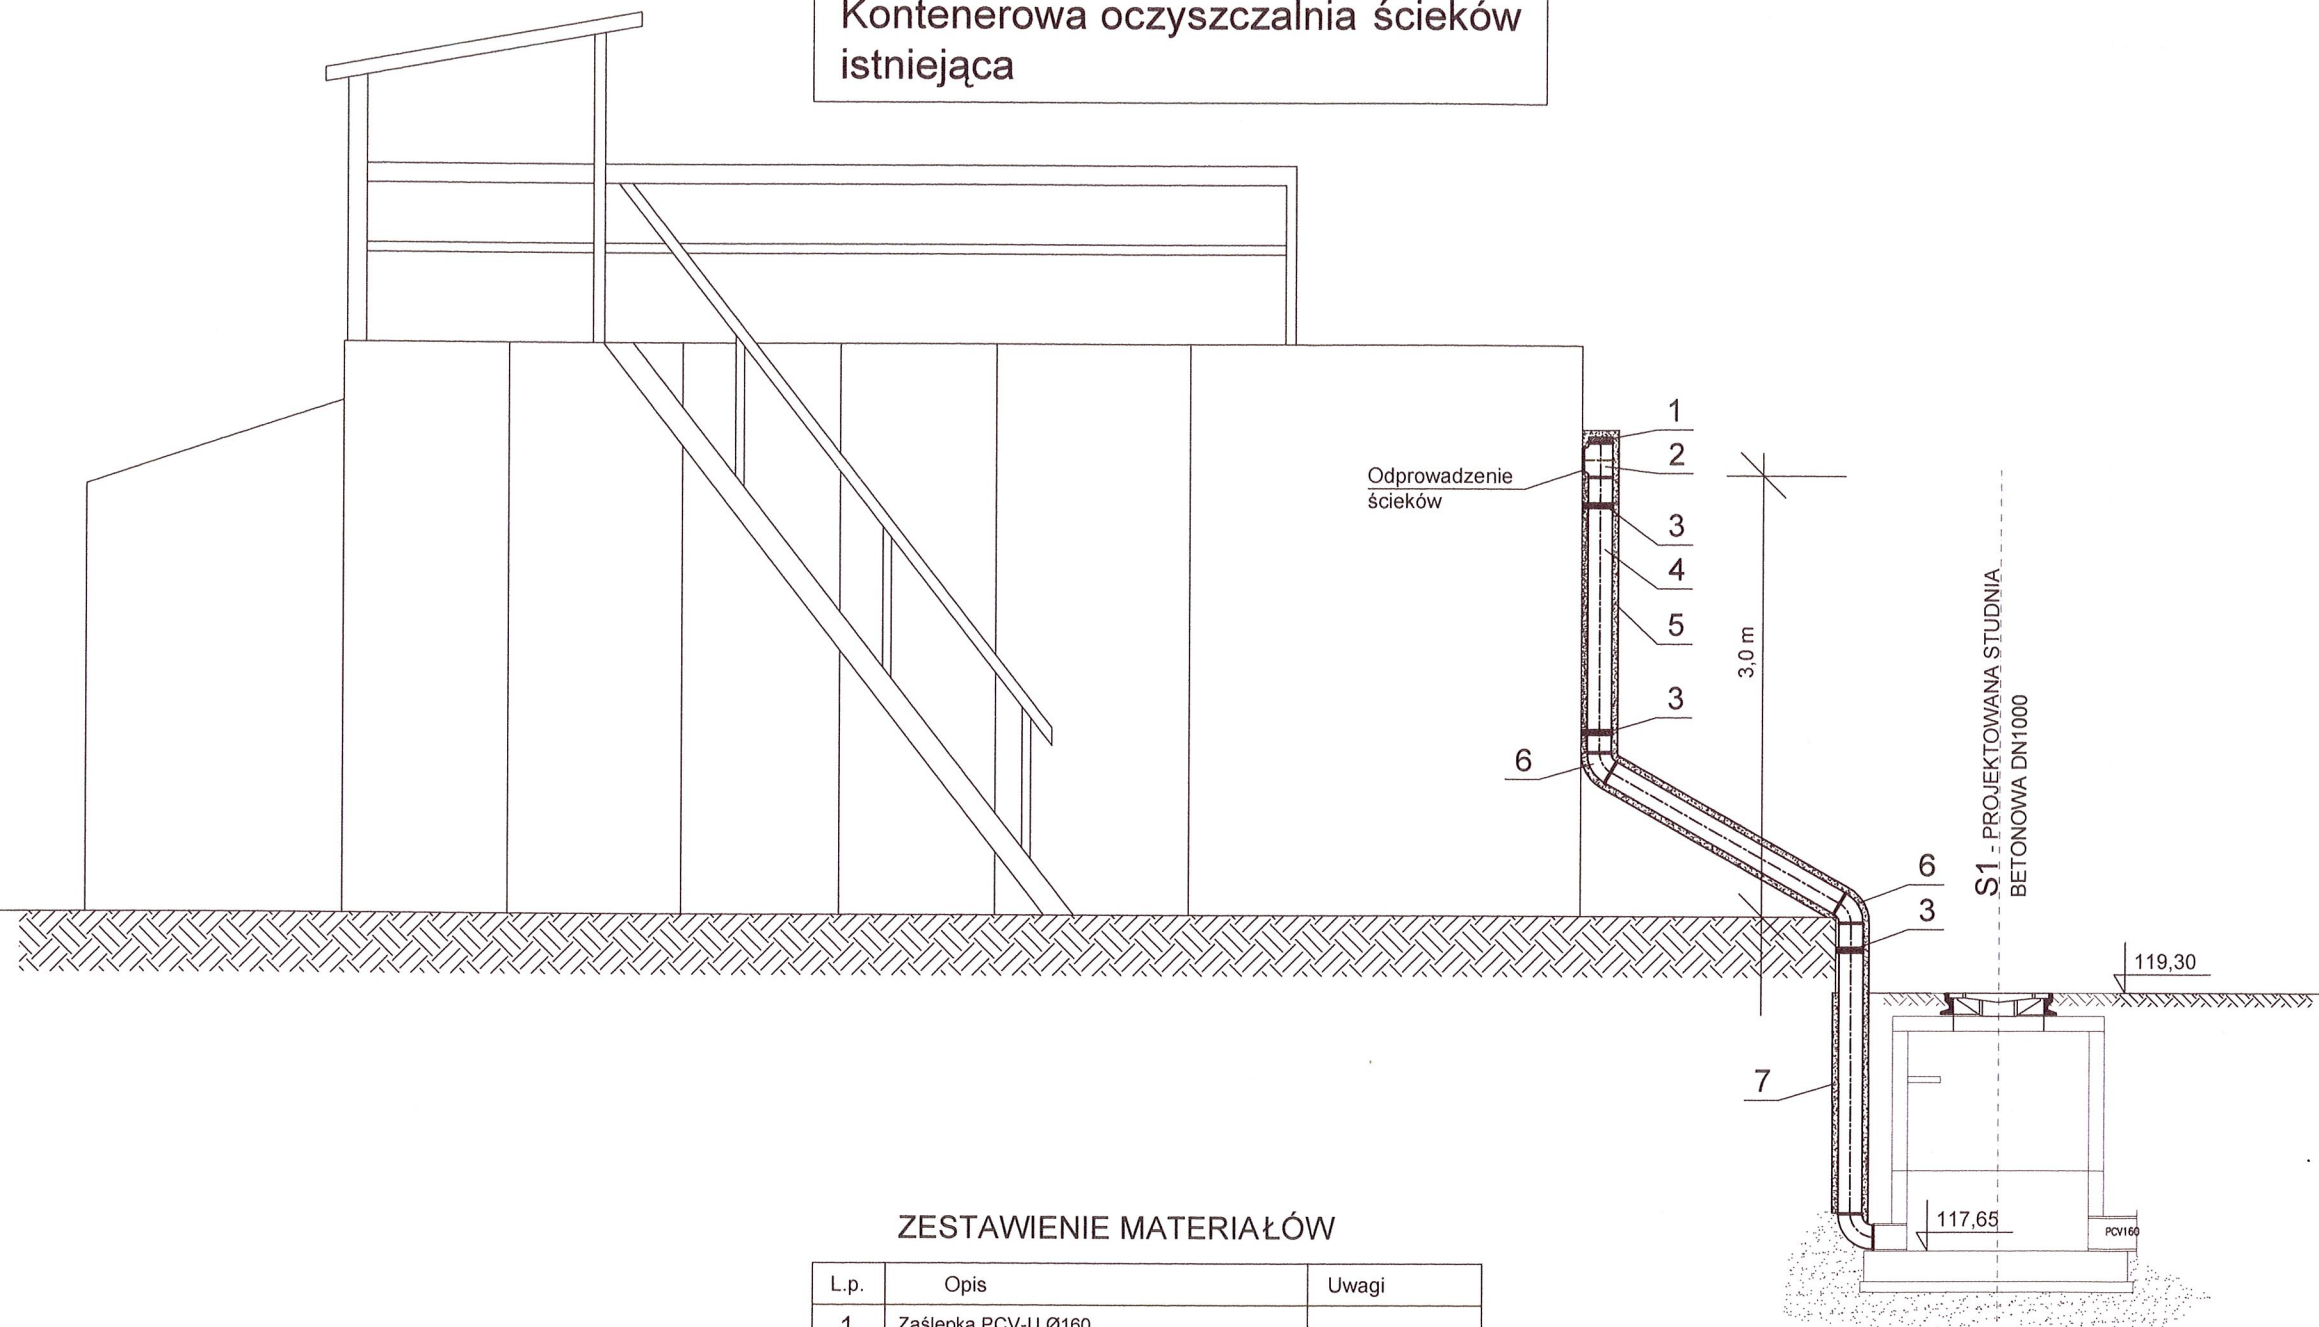 Kontenerowa oczyszczalnia ścieków
istniejąca
1
2
Odprowadzenie
ścieków
3
4
5
3,0 m
3
6
6
3
S1 - PROJEKTOWANA STUDNIA
BETONOWA DN1000
119,30
7
117,65
PCV160
ZESTAWIENIE MATERIAŁÓW
L.p. Opis Uwagi
1 Zaślepka PCV-U Ø160